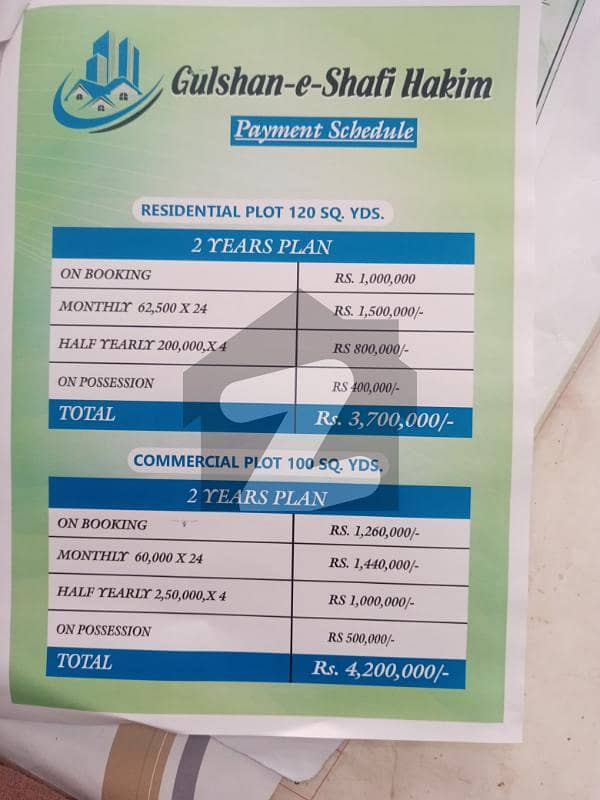 Gulshan-e-Shafi Hakim
Payment Schedule
RESIDENTIAL PLOT 120 SQ. YDS.
2 YEARS PLAN
ON BOOKING RS. 1,000,000
MONTHLY 62,500 X 24 RS. 1,500,000/-
HALF YEARLY 200,000,X 4 RS 800,000/-
ON POSSESSION RS 400,000/-
TOTAL Rs. 3,700,000/-
COMMERCIAL PLOT 100 SQ. YDS.
2 YEARS PLAN
ON BOOKING RS. 1,260,000/-
MONTHLY 60,000 X 24 RS. 1,440,000/-
HALF YEARLY 2,50,000,X 4 RS 1,000,000/-
ON POSSESSION RS 500,000/-
TOTAL Rs. 4,200,000/-